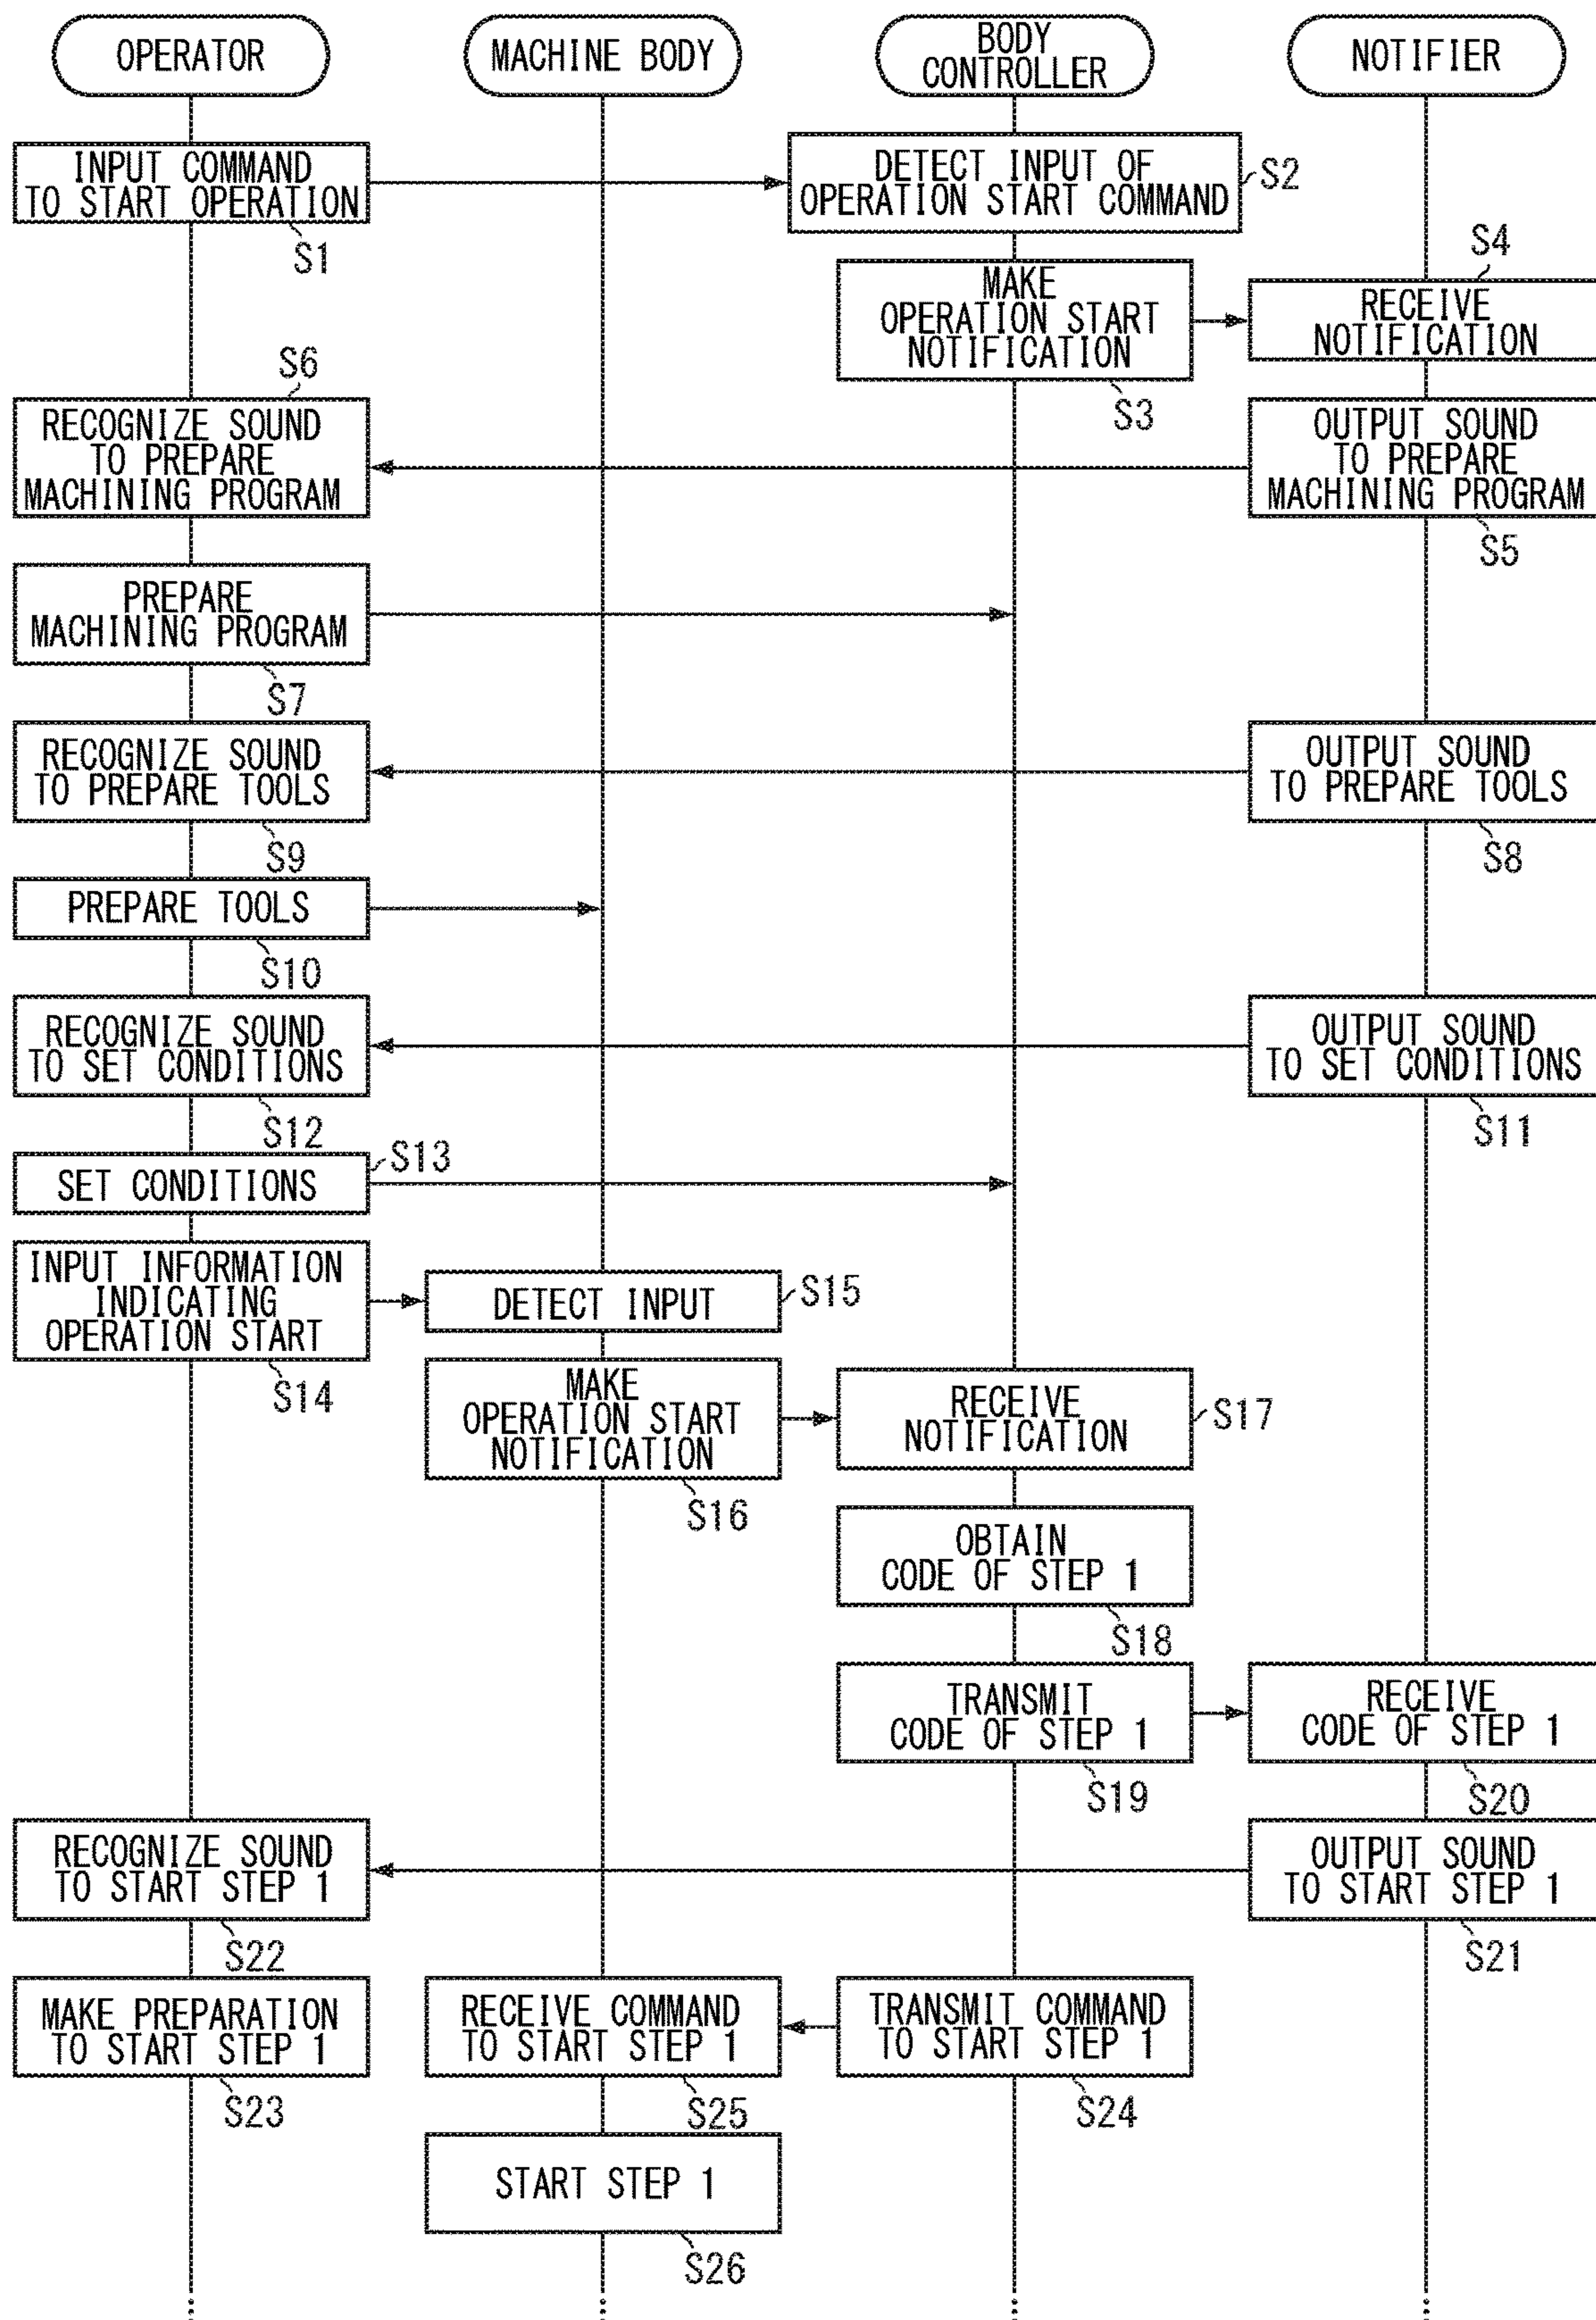 OPERATOR
MACHINE BODY
BODY
CONTROLLER
NOTIFIER
INPUT COMMAND
TO START OPERATION
S1
DETECT INPUT OF
OPERATION START COMMAND
S2
MAKE
OPERATION START
NOTIFICATION
S3
S4
RECEIVE
NOTIFICATION
S6
RECOGNIZE SOUND
TO PREPARE
MACHINING PROGRAM
OUTPUT SOUND
TO PREPARE
MACHINING PROGRAM
S5
PREPARE
MACHINING PROGRAM
S7
RECOGNIZE SOUND
TO PREPARE TOOLS
S9
OUTPUT SOUND
TO PREPARE TOOLS
S8
PREPARE TOOLS
S10
RECOGNIZE SOUND
TO SET CONDITIONS
S12
OUTPUT SOUND
TO SET CONDITIONS
S11
SET CONDITIONS
S13
INPUT INFORMATION
INDICATING
OPERATION START
S14
DETECT INPUT
S15
MAKE
OPERATION START
NOTIFICATION
S16
RECEIVE
NOTIFICATION
S17
OBTAIN
CODE OF STEP 1
S18
TRANSMIT
CODE OF STEP 1
S19
RECEIVE
CODE OF STEP 1
S20
RECOGNIZE SOUND
TO START STEP 1
S22
OUTPUT SOUND
TO START STEP 1
S21
MAKE PREPARATION
TO START STEP 1
S23
RECEIVE COMMAND
TO START STEP 1
S25
TRANSMIT COMMAND
TO START STEP 1
S24
START STEP 1
S26